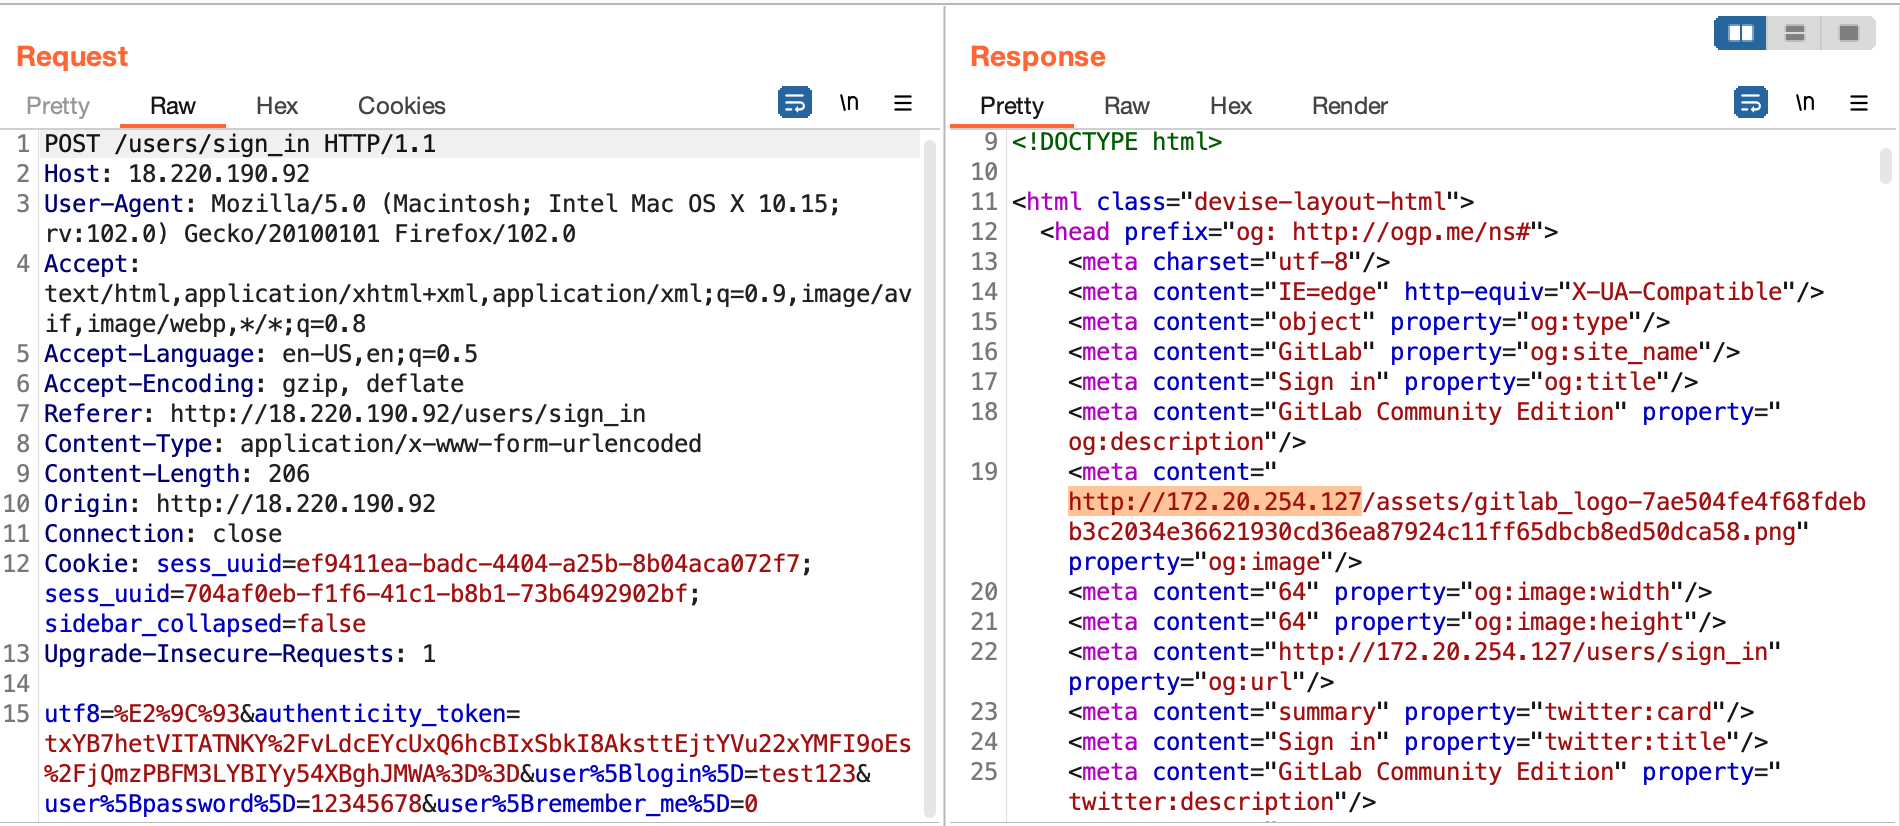 Request
Pretty Raw Hex Cookies \n
1 POST /users/sign_in HTTP/1.1
2 Host: 18.220.190.92
3 User-Agent: Mozilla/5.0 (Macintosh; Intel Mac OS X 10.15;
rv:102.0) Gecko/20100101 Firefox/102.0
4 Accept:
text/html,application/xhtml+xml,application/xml;q=0.9,image/av
if,image/webp,*/*;q=0.8
5 Accept-Language: en-US,en;q=0.5
6 Accept-Encoding: gzip, deflate
7 Referer: http://18.220.190.92/users/sign_in
8 Content-Type: application/x-www-form-urlencoded
9 Content-Length: 206
10 Origin: http://18.220.190.92
11 Connection: close
12 Cookie: sess_uuid=ef9411ea-badc-4404-a25b-8b04aca072f7;
sess_uuid=704af0eb-f1f6-41c1-b8b1-73b6492902bf;
sidebar_collapsed=false
13 Upgrade-Insecure-Requests: 1
14
15 utf8=%E2%9C%93&authenticity_token=
txYB7hetVITATNKY%2FvLdcEYcUxQ6hcBIxSbkI8AksttEjtYVu22xYMFI9oEs
%2FjQmzPBFM3LYBIYy54XBghJMWA%3D%3D&user%5Blogin%5D=test123&
user%5Bpassword%5D=12345678&user%5Bremember_me%5D=0
Response
Pretty Raw Hex Render \n
9 <!DOCTYPE html>
10
11 <html class="devise-layout-html">
12 <head prefix="og: http://ogp.me/ns#">
13 <meta charset="utf-8"/>
14 <meta content="IE=edge" http-equiv="X-UA-Compatible"/>
15 <meta content="object" property="og:type"/>
16 <meta content="GitLab" property="og:site_name"/>
17 <meta content="Sign in" property="og:title"/>
18 <meta content="GitLab Community Edition" property="
og:description"/>
19 <meta content="
http://172.20.254.127/assets/gitlab_logo-7ae504fe4f68fdeb
b3c2034e36621930cd36ea87924c11ff65dbcb8ed50dca58.png"
property="og:image"/>
20 <meta content="64" property="og:image:width"/>
21 <meta content="64" property="og:image:height"/>
22 <meta content="http://172.20.254.127/users/sign_in"
property="og:url"/>
23 <meta content="summary" property="twitter:card"/>
24 <meta content="Sign in" property="twitter:title"/>
25 <meta content="GitLab Community Edition" property="
twitter:description"/>